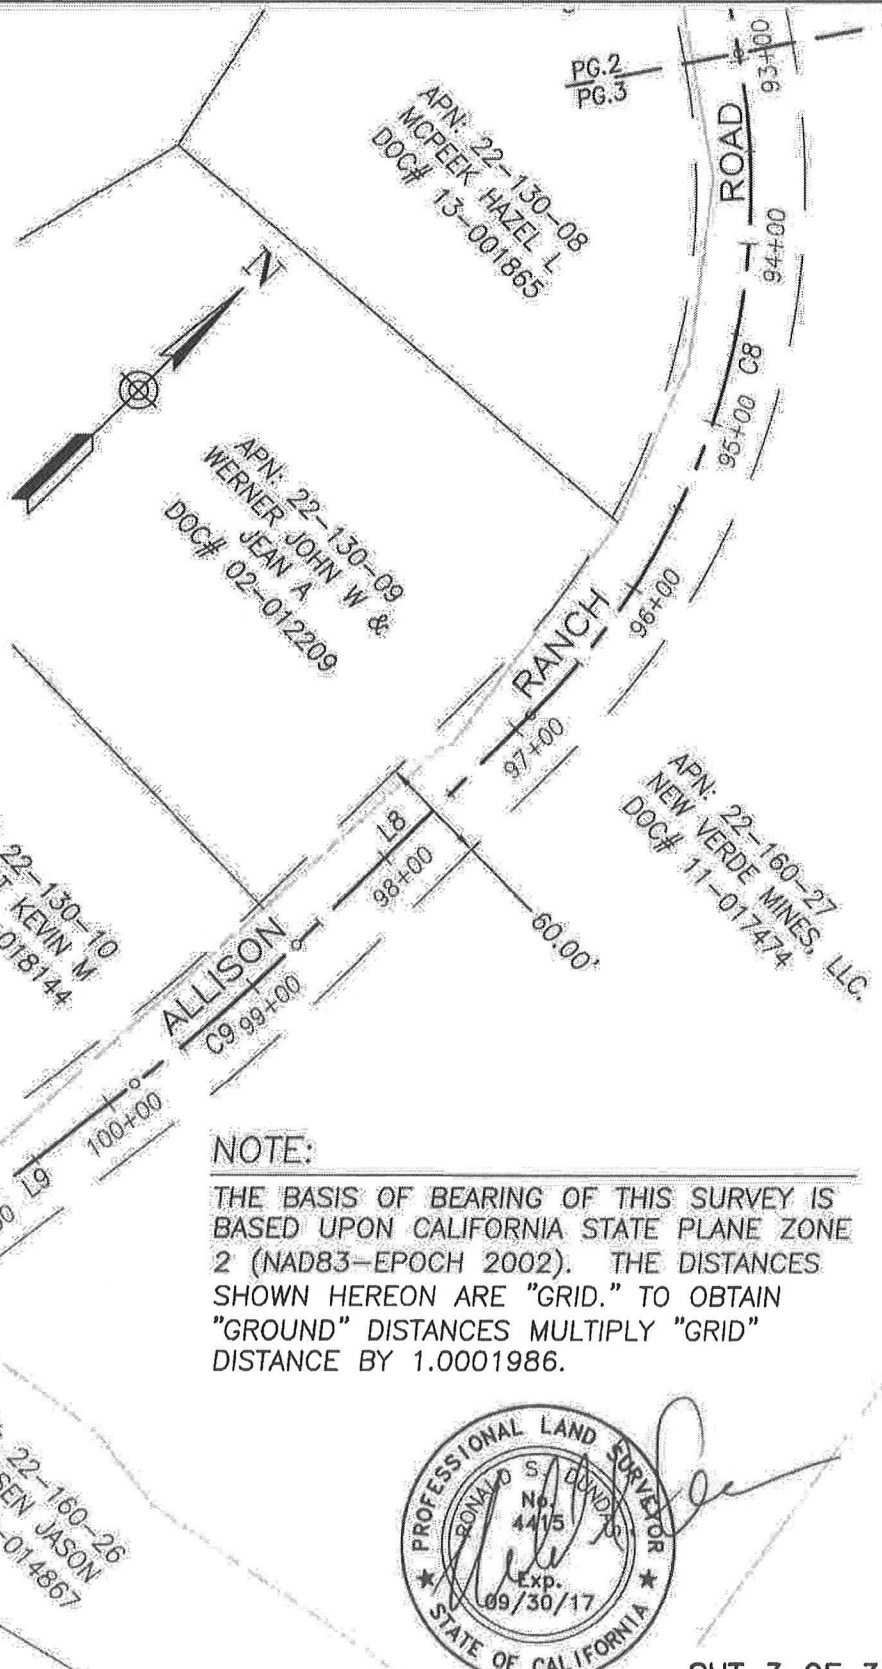 PG.2
PG.3
93+00
APN: 22-130-08
MCPEEK HAZEL L
DOC# 13-001865
ROAD
94+00
N
C8
95+00
APN: 22-130-09
WERNER JOHN W &
JEAN A
DOC# 02-012209
96+00
RANCH
97+00
APN: 22-160-27
NEW VERDE MINES, LLC.
DOC# 11-017474
L8
98+00
60.00'
22-130-10
KEVIN M
-018144
ALLISON
C9 99+00
100+00
L9
NOTE:
THE BASIS OF BEARING OF THIS SURVEY IS
BASED UPON CALIFORNIA STATE PLANE ZONE
2 (NAD83-EPOCH 2002). THE DISTANCES
SHOWN HEREON ARE "GRID." TO OBTAIN
"GROUND" DISTANCES MULTIPLY "GRID"
DISTANCE BY 1.0001986.
22-160-26
SEN JASON
-014867
PROFESSIONAL LAND SURVEYOR
RONALD S. DUNDAS
No.
4415
Exp.
09/30/17
STATE OF CALIFORNIA